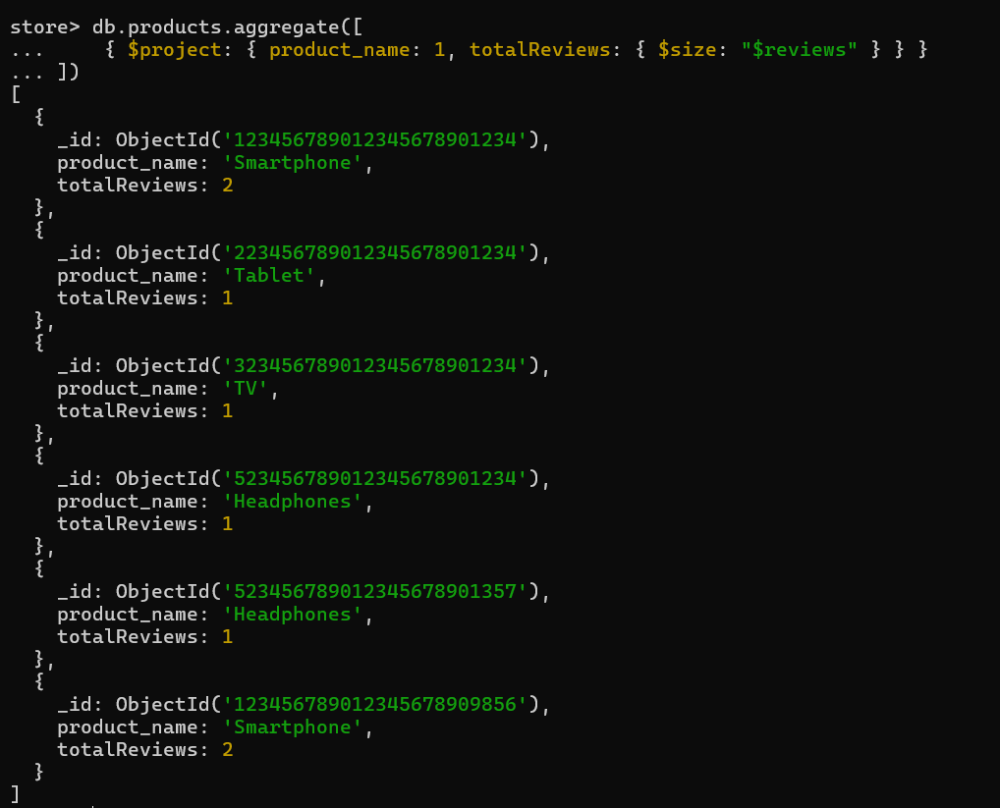 store> db.products.aggregate([
...     { $project: { product_name: 1, totalReviews: { $size: "$reviews" } } }
... ])
[
  {
    _id: ObjectId('123456789012345678901234'),
    product_name: 'Smartphone',
    totalReviews: 2
  },
  {
    _id: ObjectId('223456789012345678901234'),
    product_name: 'Tablet',
    totalReviews: 1
  },
  {
    _id: ObjectId('323456789012345678901234'),
    product_name: 'TV',
    totalReviews: 1
  },
  {
    _id: ObjectId('523456789012345678901234'),
    product_name: 'Headphones',
    totalReviews: 1
  },
  {
    _id: ObjectId('523456789012345678901357'),
    product_name: 'Headphones',
    totalReviews: 1
  },
  {
    _id: ObjectId('123456789012345678909856'),
    product_name: 'Smartphone',
    totalReviews: 2
  }
]